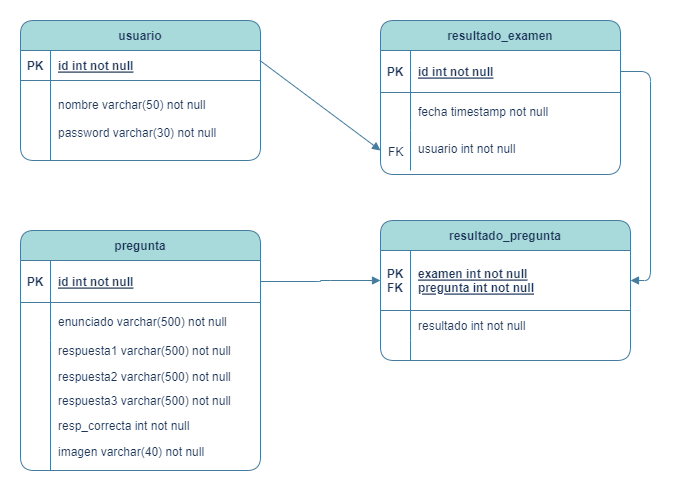 usuario
PK id int not null
nombre varchar(50) not null
password varchar(30) not null
resultado_examen
PK id int not null
fecha timestamp not null
FK usuario int not null
pregunta
PK id int not null
enunciado varchar(500) not null
respuesta1 varchar(500) not null
respuesta2 varchar(500) not null
respuesta3 varchar(500) not null
resp_correcta int not null
imagen varchar(40) not null
resultado_pregunta
PK examen int not null
FK pregunta int not null
resultado int not null